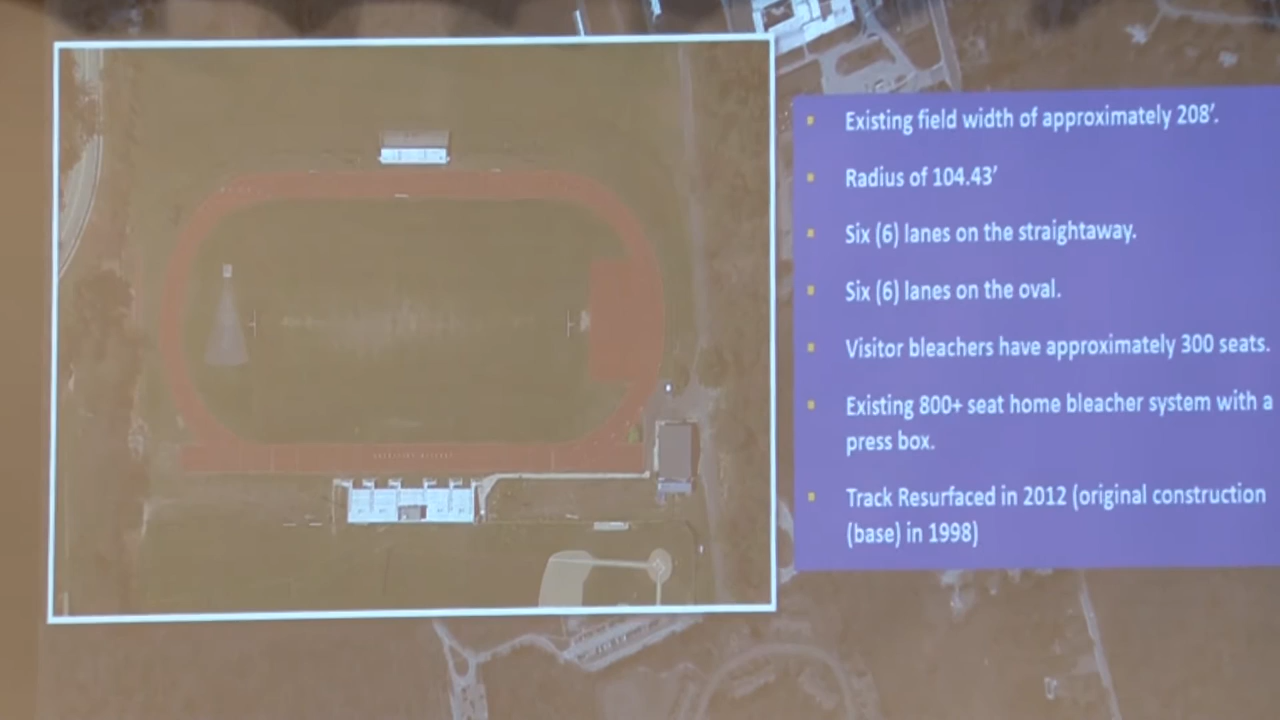 Existing field width of approximately 208’.
Radius of 104.43’
Six (6) lanes on the straightaway.
Six (6) lanes on the oval.
Visitor bleachers have approximately 300 seats.
Existing 800+ seat home bleacher system with a
press box.
Track Resurfaced in 2012 (original construction
(base) in 1998)